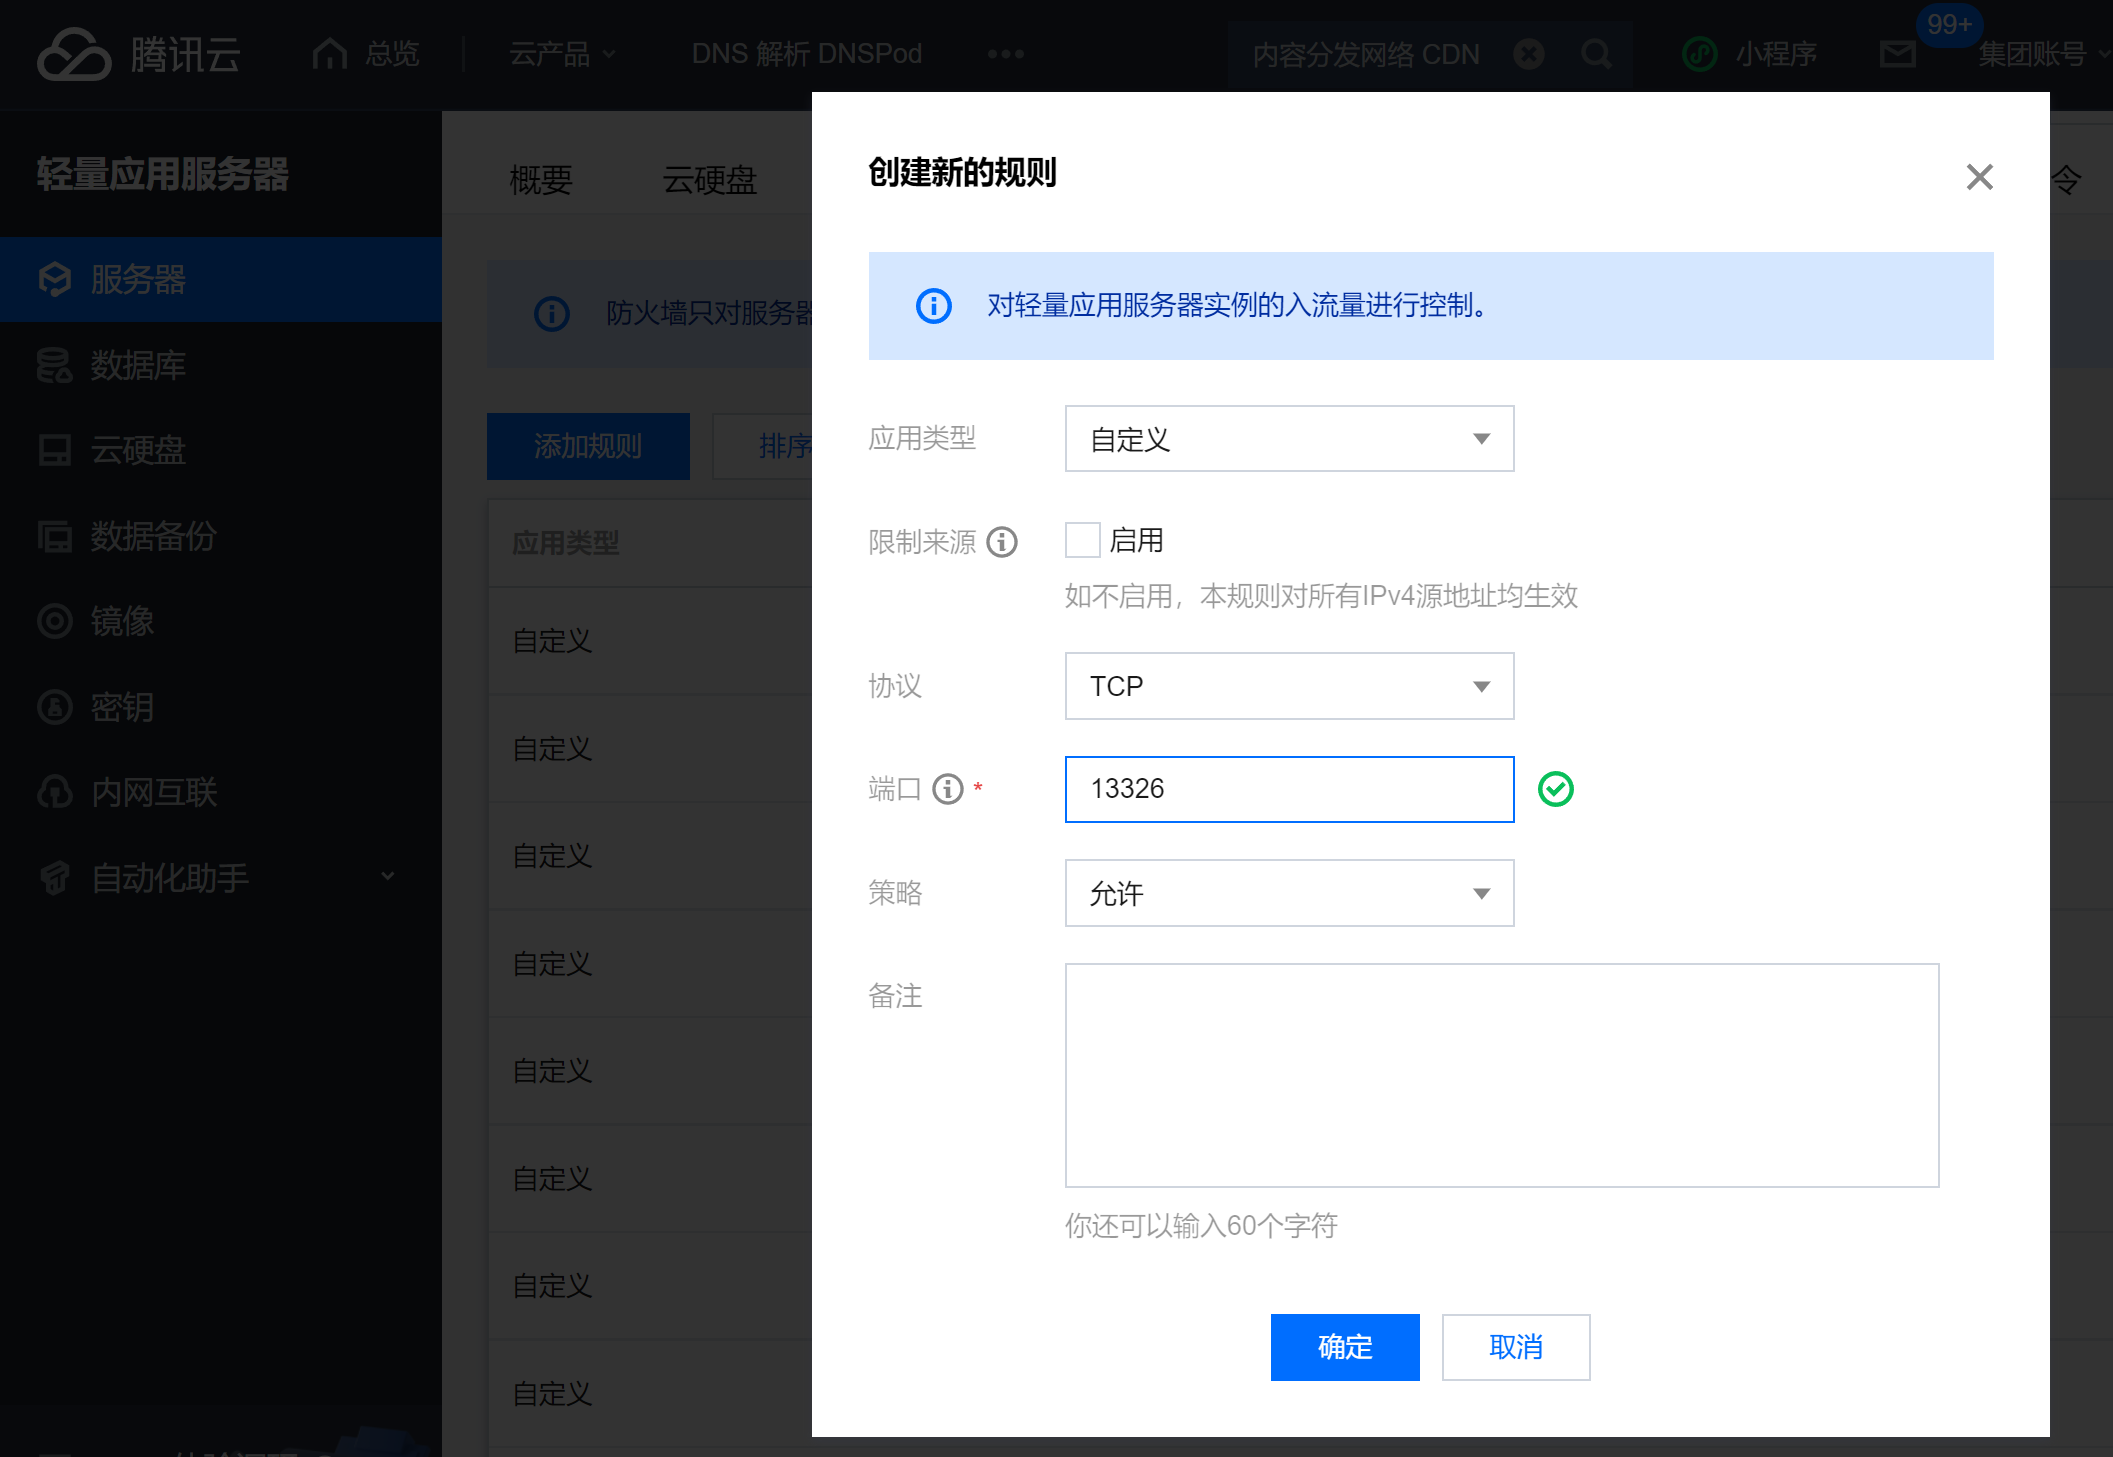 腾讯云
总览
云产品
DNS 解析 DNSPod
•••
内容分发网络 CDN
小程序
99+
集团账号
轻量应用服务器
服务器
数据库
云硬盘
数据备份
镜像
密钥
内网互联
自动化助手
概要
云硬盘
令
防火墙只对服务器
添加规则
排序
应用类型
自定义
自定义
自定义
自定义
自定义
自定义
自定义
自定义
创建新的规则
对轻量应用服务器实例的入流量进行控制。
应用类型
自定义
限制来源
启用
如不启用，本规则对所有IPv4源地址均生效
协议
TCP
端口 *
13326
策略
允许
备注
你还可以输入60个字符
确定
取消